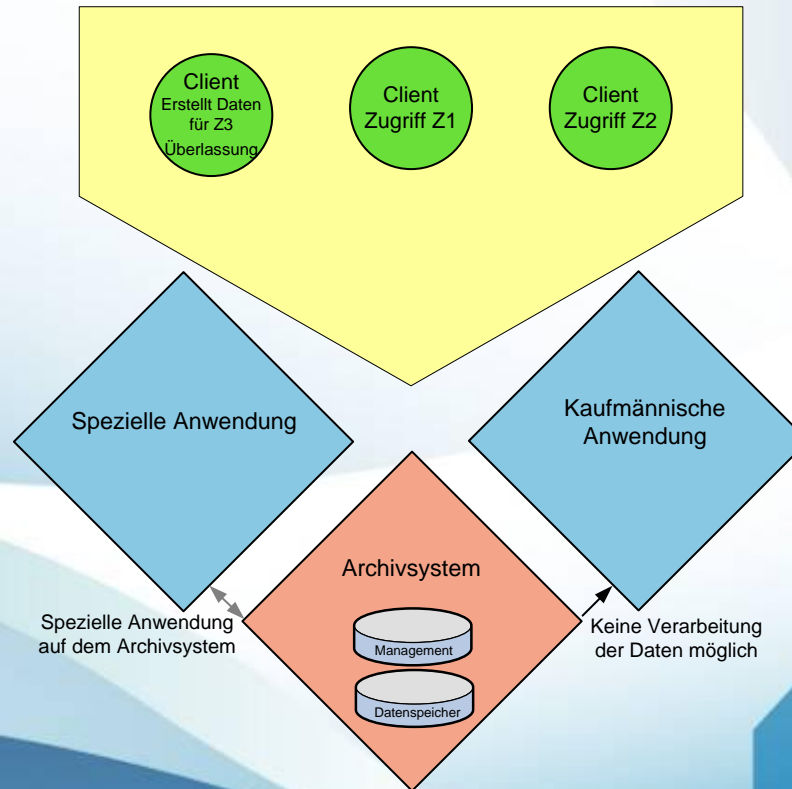 Client
Erstellt Daten
für Z3
Überlassung
Client
Zugriff Z1
Client
Zugriff Z2
Spezielle Anwendung
Kaufmännische
Anwendung
Archivsystem
Management
Datenspeicher
Spezielle Anwendung
auf dem Archivsystem
Keine Verarbeitung
der Daten möglich